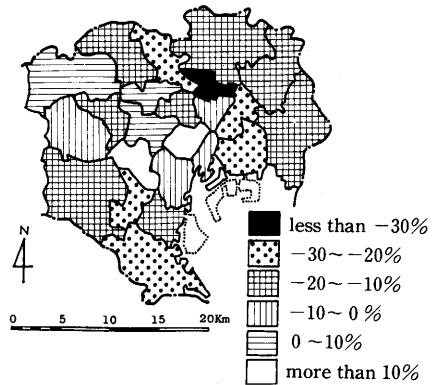 N
0 5 10 15 20Km
less than −30%
−30～−20%
−20～−10%
−10～ 0 %
0 ～10%
more than 10%